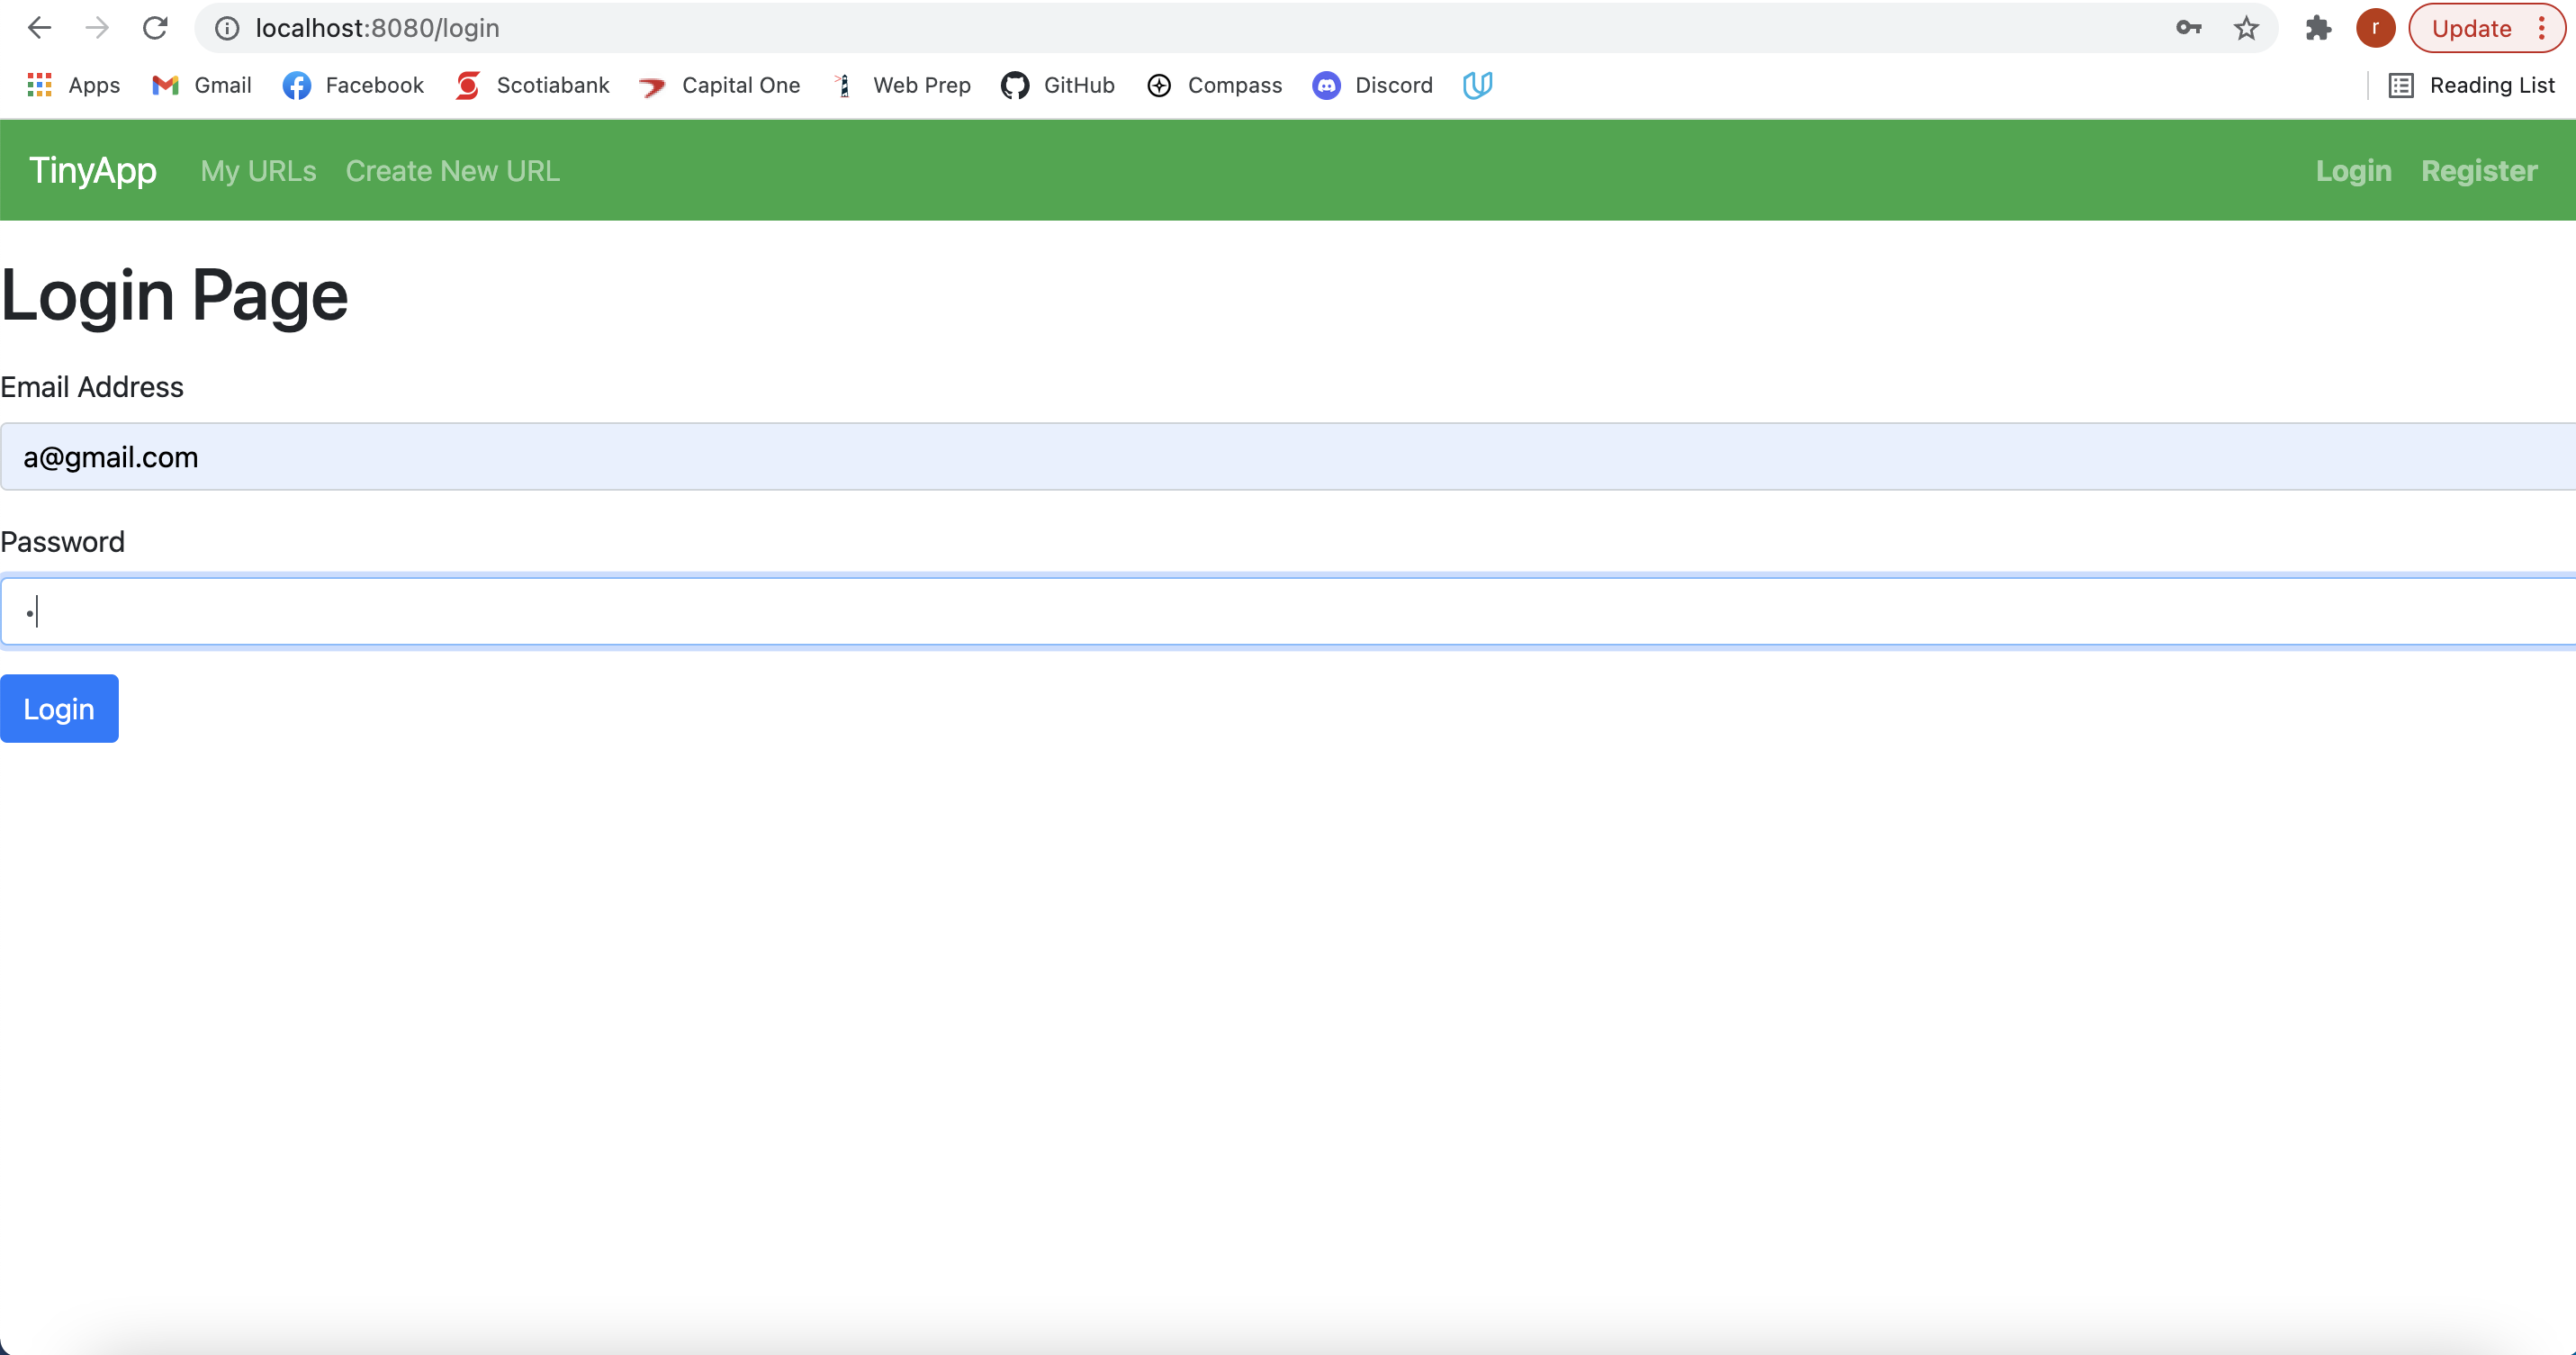 localhost:8080/login
r
Update
Apps Gmail Facebook Scotiabank Capital One Web Prep GitHub Compass Discord Reading List
TinyApp My URLs Create New URL Login Register
Login Page
Email Address
a@gmail.com
Password
•
Login